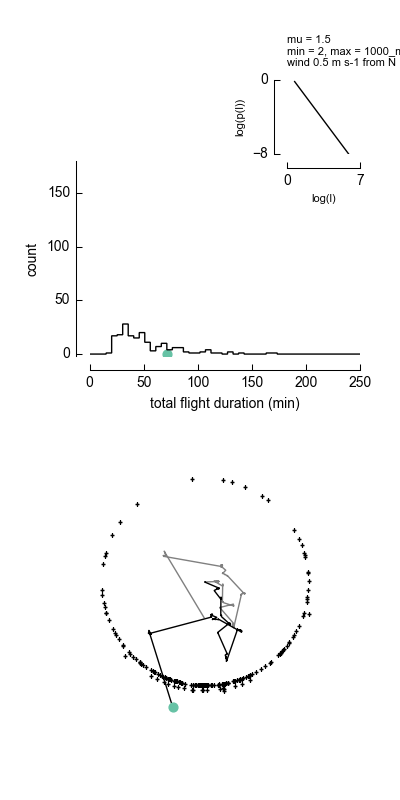 mu = 1.5
min = 2, max = 1000_m
wind 0.5 m s-1 from N
0
log(p(l))
−8
0 7
log(l)
150
100
count
50
0
0 50 100 150 200 250
total flight duration (min)